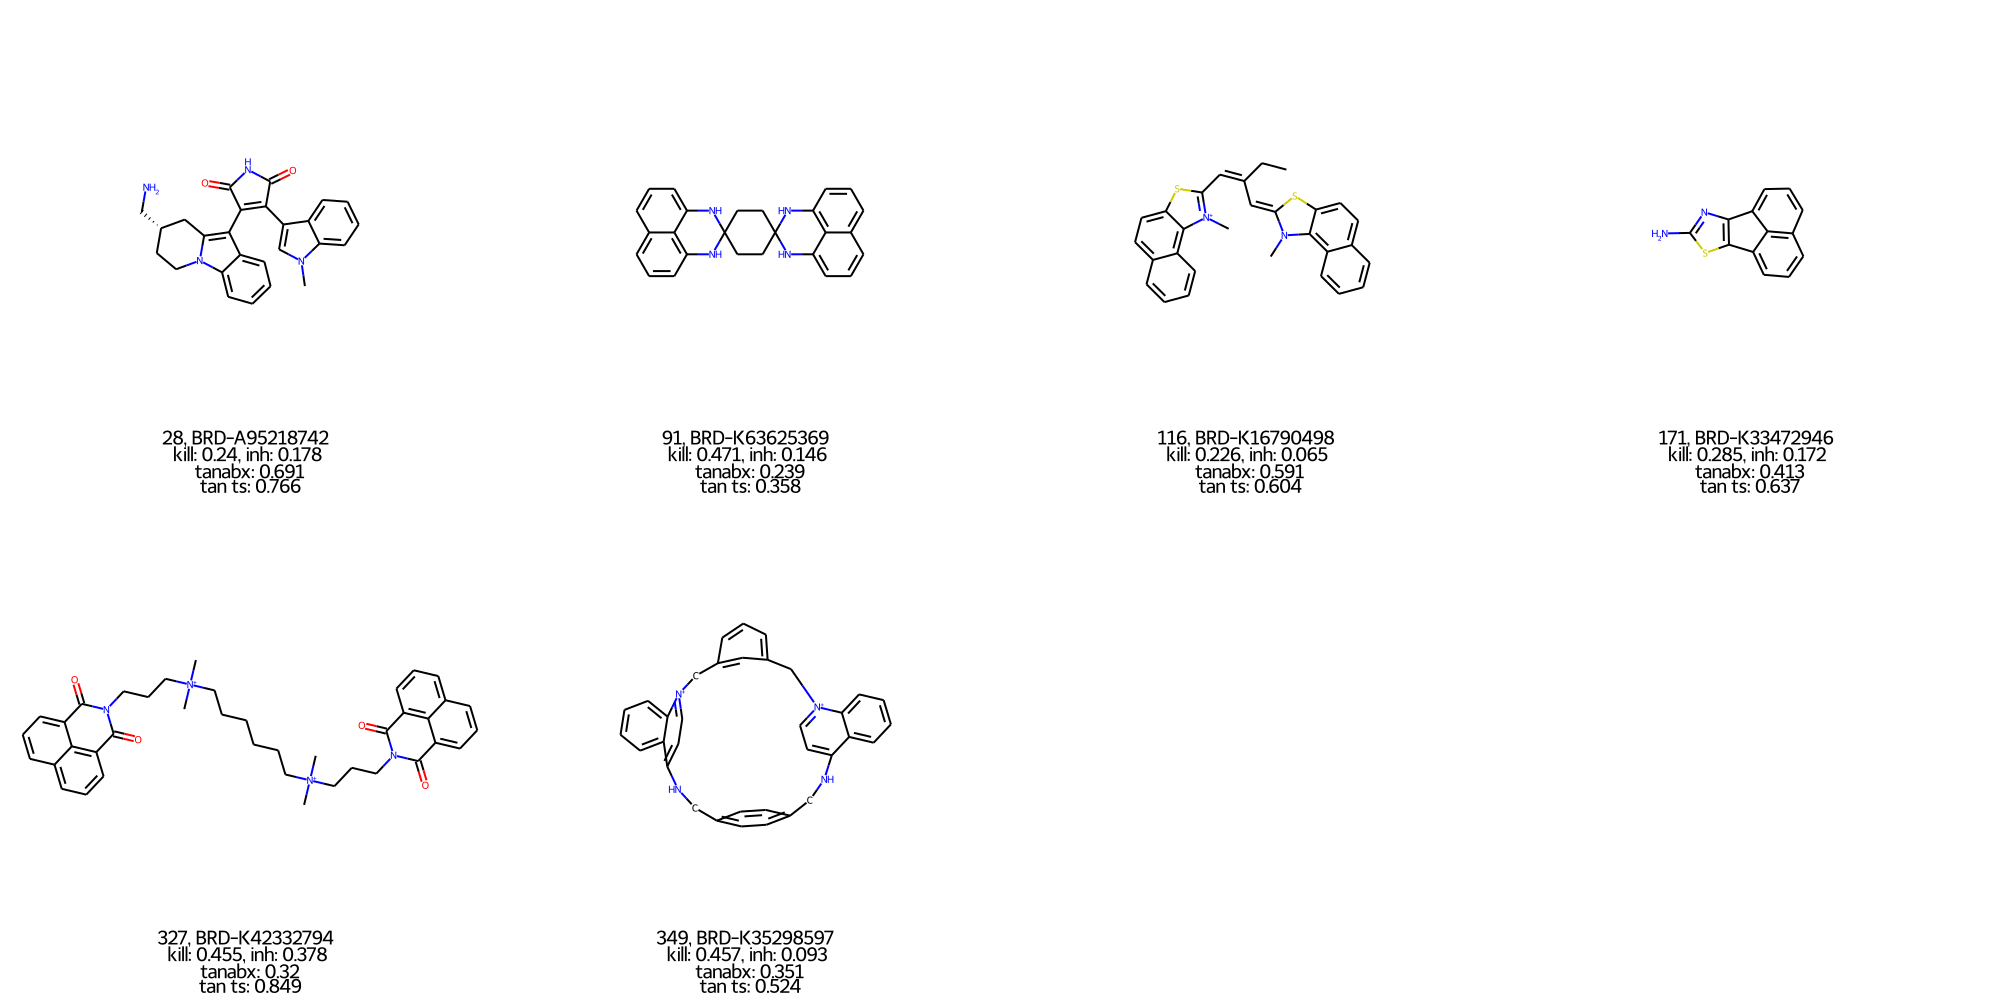 H
N
O
O
NH2
N
N
28, BRD-A95218742
kill: 0.24, inh: 0.178
tanabx: 0.691
tan ts: 0.766
NH
NH
HN
HN
91, BRD-K63625369
kill: 0.471, inh: 0.146
tanabx: 0.239
tan ts: 0.358
S
N+
S
N
116, BRD-K16790498
kill: 0.226, inh: 0.065
tanabx: 0.591
tan ts: 0.604
N
H2N
S
171, BRD-K33472946
kill: 0.285, inh: 0.172
tanabx: 0.413
tan ts: 0.637
O
N+
N
O
O
N
N+
O
327, BRD-K42332794
kill: 0.455, inh: 0.378
tanabx: 0.32
tan ts: 0.849
C
N+
N+
NH
HN
C
C
349, BRD-K35298597
kill: 0.457, inh: 0.093
tanabx: 0.351
tan ts: 0.524